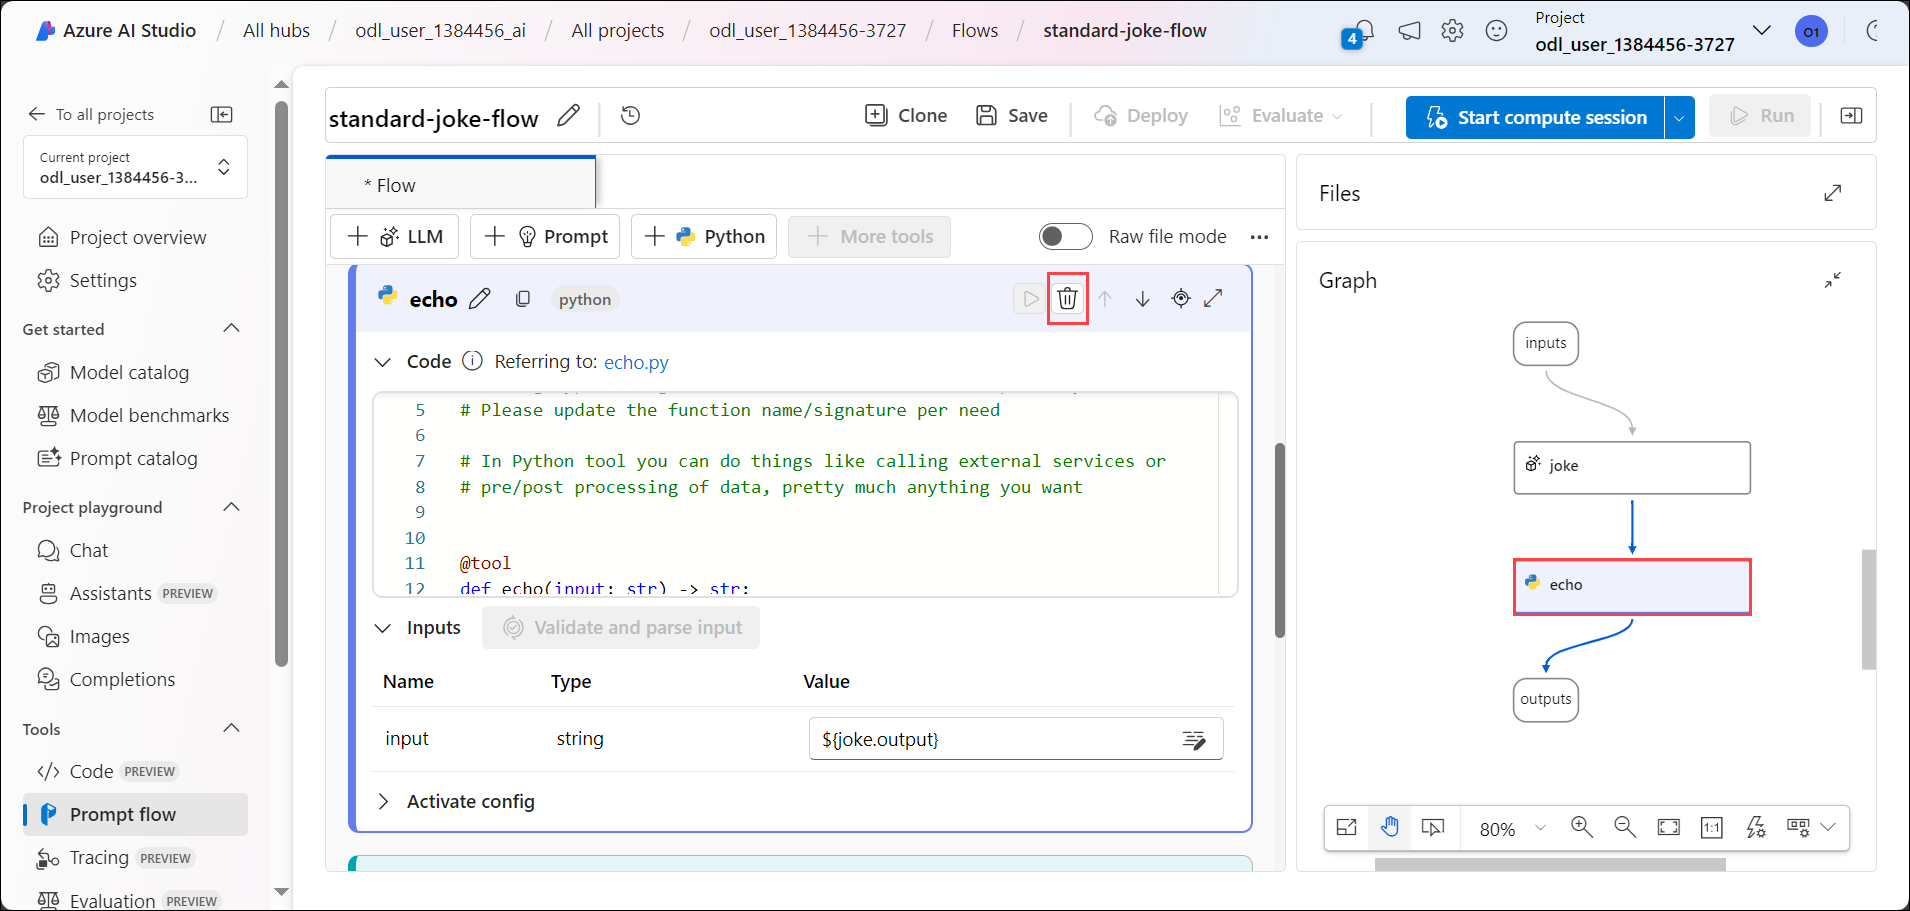 Azure AI Studio / All hubs / odl_user_1384456_ai / All projects / odl_user_1384456-3727 / Flows / standard-joke-flow
4
Project
odl_user_1384456-3727
O1
To all projects
Current project
odl_user_1384456-3...
Project overview
Settings
Get started
Model catalog
Model benchmarks
Prompt catalog
Project playground
Chat
Assistants PREVIEW
Images
Completions
Tools
Code PREVIEW
Prompt flow
Tracing PREVIEW
Evaluation PREVIEW
standard-joke-flow
Clone
Save
Deploy
Evaluate
Start compute session
Run
* Flow
LLM
Prompt
Python
More tools
Raw file mode
echo
python
Code Referring to: echo.py
5 # Please update the function name/signature per need
6
7 # In Python tool you can do things like calling external services or
8 # pre/post processing of data, pretty much anything you want
9
10
11 @tool
12 def echo(input: str) -> str:
Inputs
Validate and parse input
Name Type Value
input string ${joke.output}
Activate config
Files
Graph
inputs
joke
echo
outputs
80%
1:1